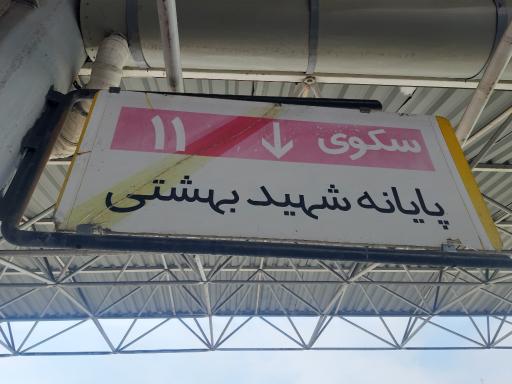 سکوی ↓ ۱۱
پایانه شهید بهشتی